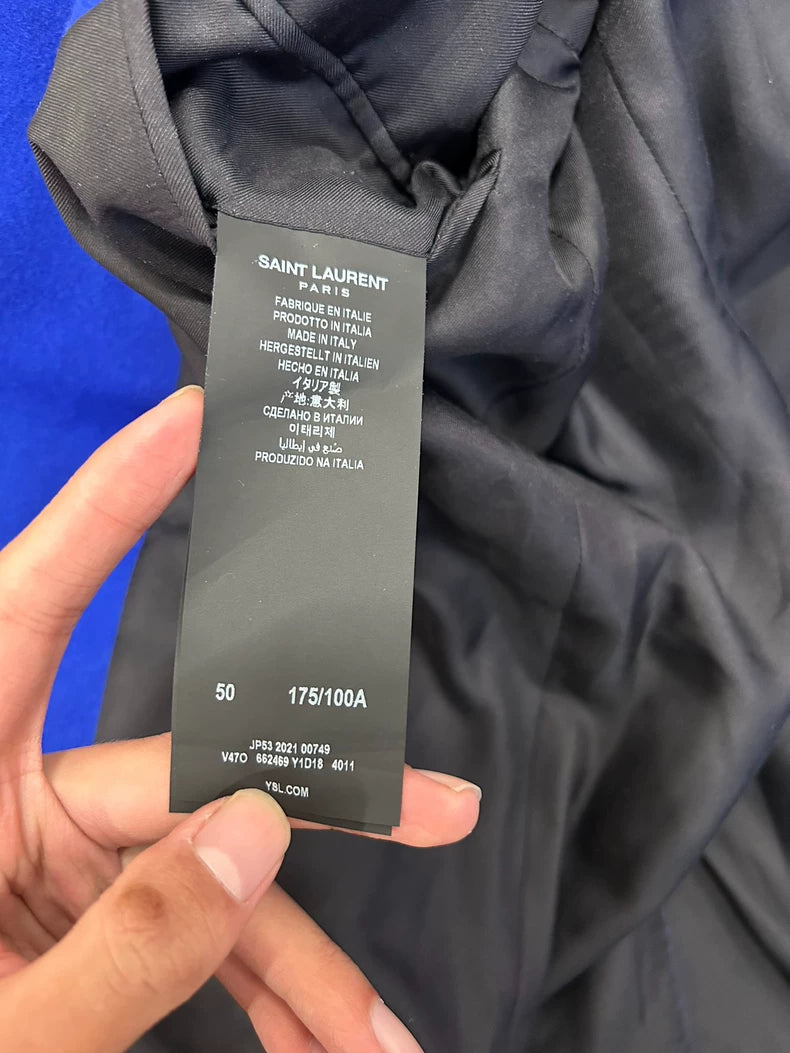 SAINT LAURENT
PARIS
FABRIQUE EN ITALIE
PRODOTTO IN ITALIA
MADE IN ITALY
HERGESTELLT IN ITALIEN
HECHO EN ITALIA
イタリア製
产地:意大利
СДЕЛАНО В ИТАЛИИ
이태리제
صُنع في إيطاليا
PRODUZIDO NA ITALIA
50 175/100A
JP53 2021 00749
V47O 662469 Y1D18 4011
YSL.COM